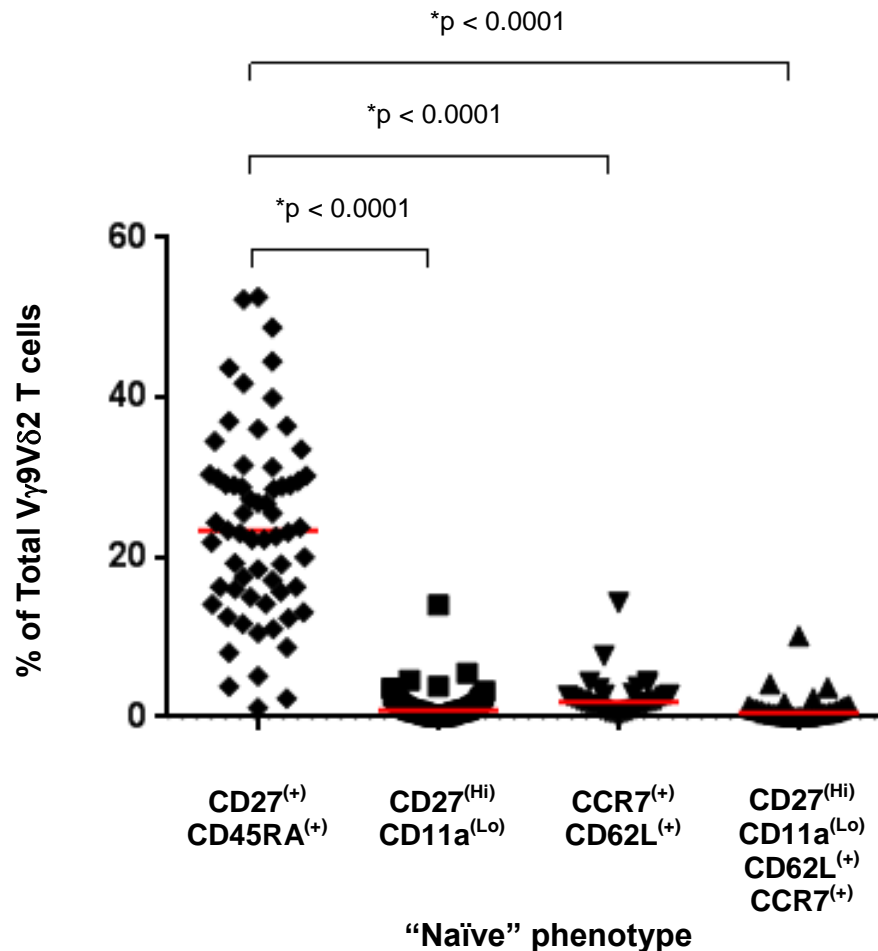 *p < 0.0001
*p < 0.0001
*p < 0.0001
60
40
20
0
% of Total Vγ9Vδ2 T cells
CD27(+)
CD45RA(+)
CD27(Hi)
CD11a(Lo)
CCR7(+)
CD62L(+)
CD27(Hi)
CD11a(Lo)
CD62L(+)
CCR7(+)
“Naïve” phenotype